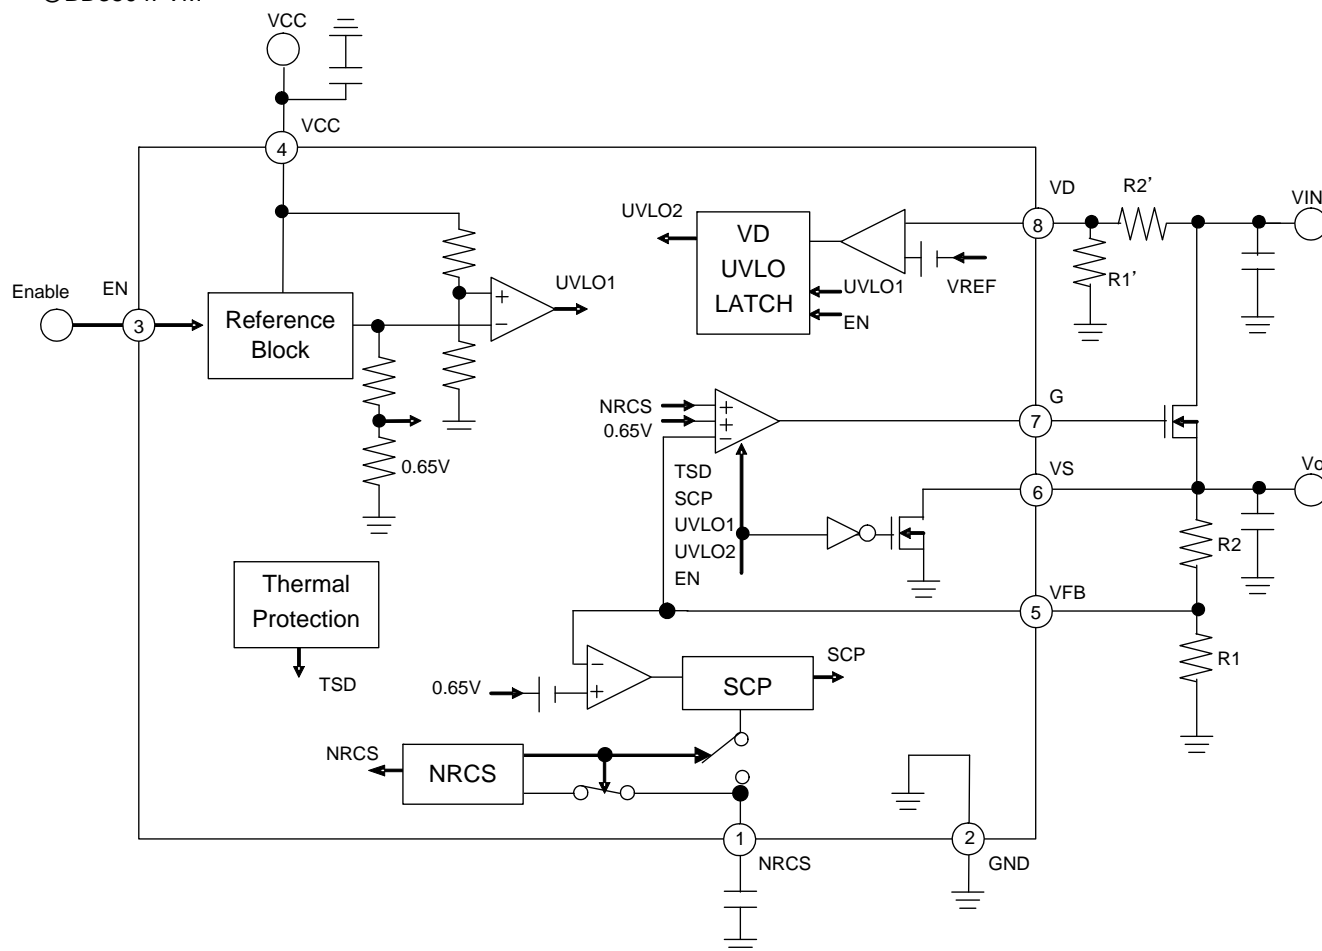 VCC
VCC
4
VD
R2’
VIN
UVLO2
VD
UVLO
LATCH
8
R1’
UVLO1
VREF
EN
Enable
EN
3
Reference
Block
+
−
UVLO1
0.65V
NRCS
0.65V
+
+
−
G
7
TSD
SCP
UVLO1
UVLO2
EN
VS
6
R2
VFB
5
R1
Thermal
Protection
TSD
0.65V
−
+
SCP
SCP
NRCS
NRCS
1
NRCS
2
GND